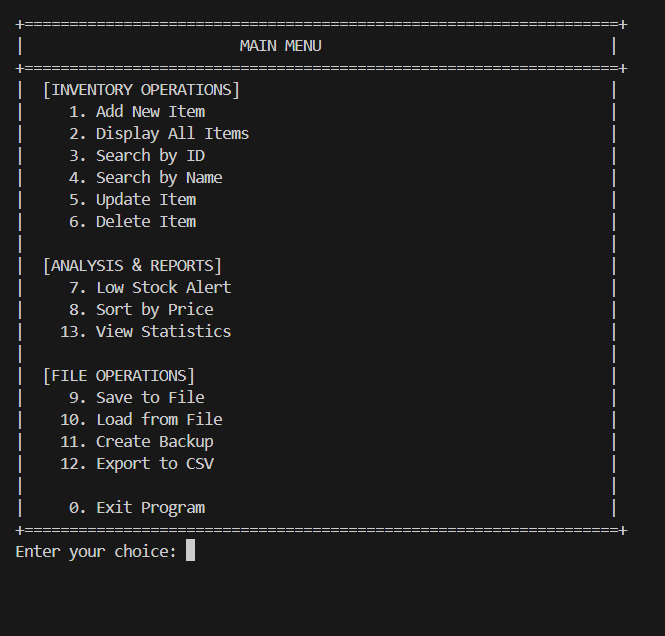 +==================================================================+
|                        MAIN MENU                                 |
+==================================================================+
|  [INVENTORY OPERATIONS]                                          |
|     1. Add New Item                                              |
|     2. Display All Items                                         |
|     3. Search by ID                                              |
|     4. Search by Name                                            |
|     5. Update Item                                               |
|     6. Delete Item                                               |
|                                                                  |
|  [ANALYSIS & REPORTS]                                            |
|     7. Low Stock Alert                                           |
|     8. Sort by Price                                             |
|    13. View Statistics                                           |
|                                                                  |
|  [FILE OPERATIONS]                                               |
|     9. Save to File                                              |
|    10. Load from File                                            |
|    11. Create Backup                                             |
|    12. Export to CSV                                             |
|                                                                  |
|     0. Exit Program                                              |
+==================================================================+
Enter your choice: